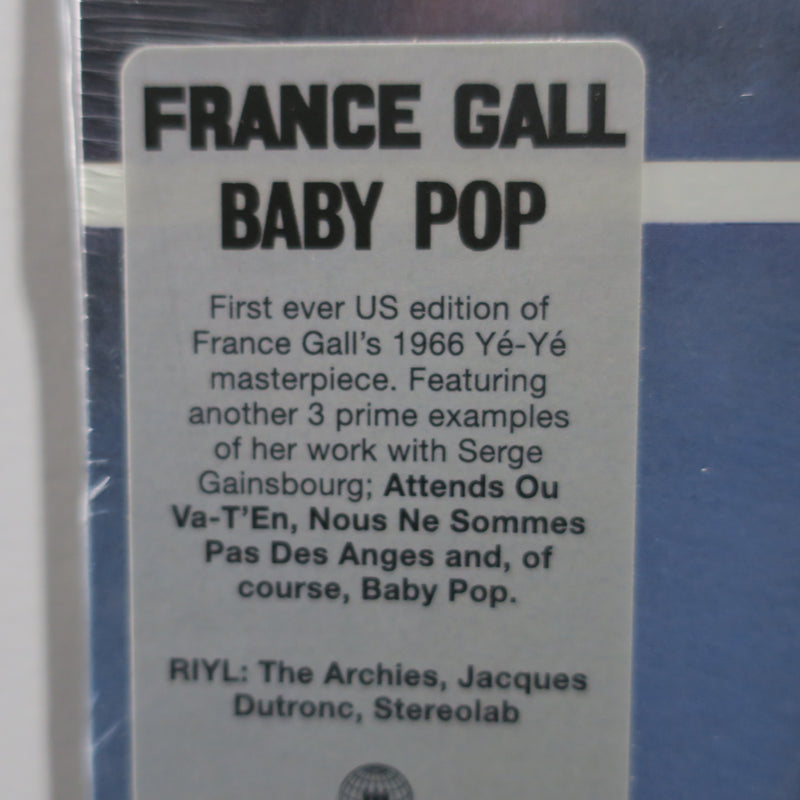 FRANCE GALL
BABY POP
First ever US edition of
France Gall's 1966 Yé-Yé
masterpiece. Featuring
another 3 prime examples
of her work with Serge
Gainsbourg; Attends Ou
Va-T'En, Nous Ne Sommes
Pas Des Anges and, of
course, Baby Pop.
RIYL: The Archies, Jacques
Dutronc, Stereolab